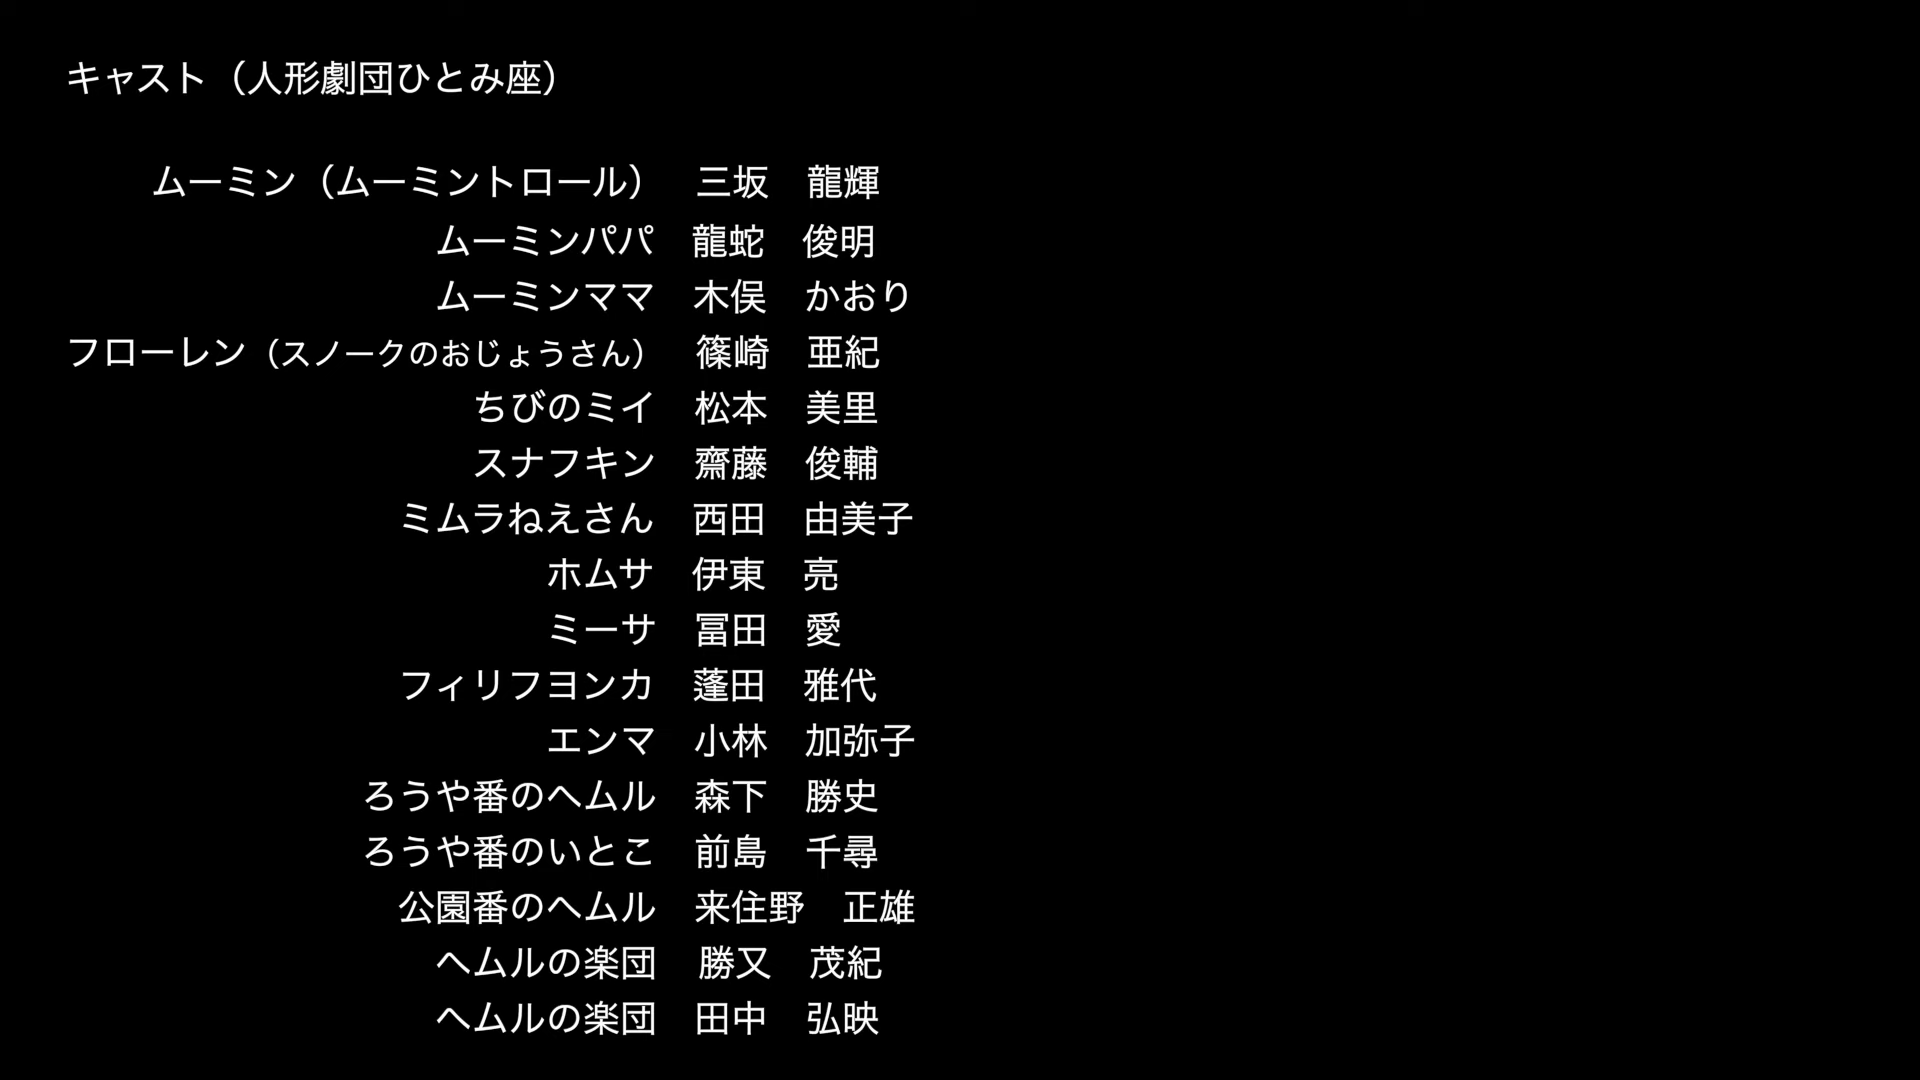 キャスト（人形劇団ひとみ座）
ムーミン（ムーミントロール）　三坂　龍輝
ムーミンパパ　龍蛇　俊明
ムーミンママ　木俣　かおり
フローレン（スノークのおじょうさん）　篠崎　亜紀
ちびのミイ　松本　美里
スナフキン　齋藤　俊輔
ミムラねえさん　西田　由美子
ホムサ　伊東　亮
ミーサ　冨田　愛
フィリフヨンカ　蓬田　雅代
エンマ　小林　加弥子
ろうや番のヘムル　森下　勝史
ろうや番のいとこ　前島　千尋
公園番のヘムル　来住野　正雄
ヘムルの楽団　勝又　茂紀
ヘムルの楽団　田中　弘映